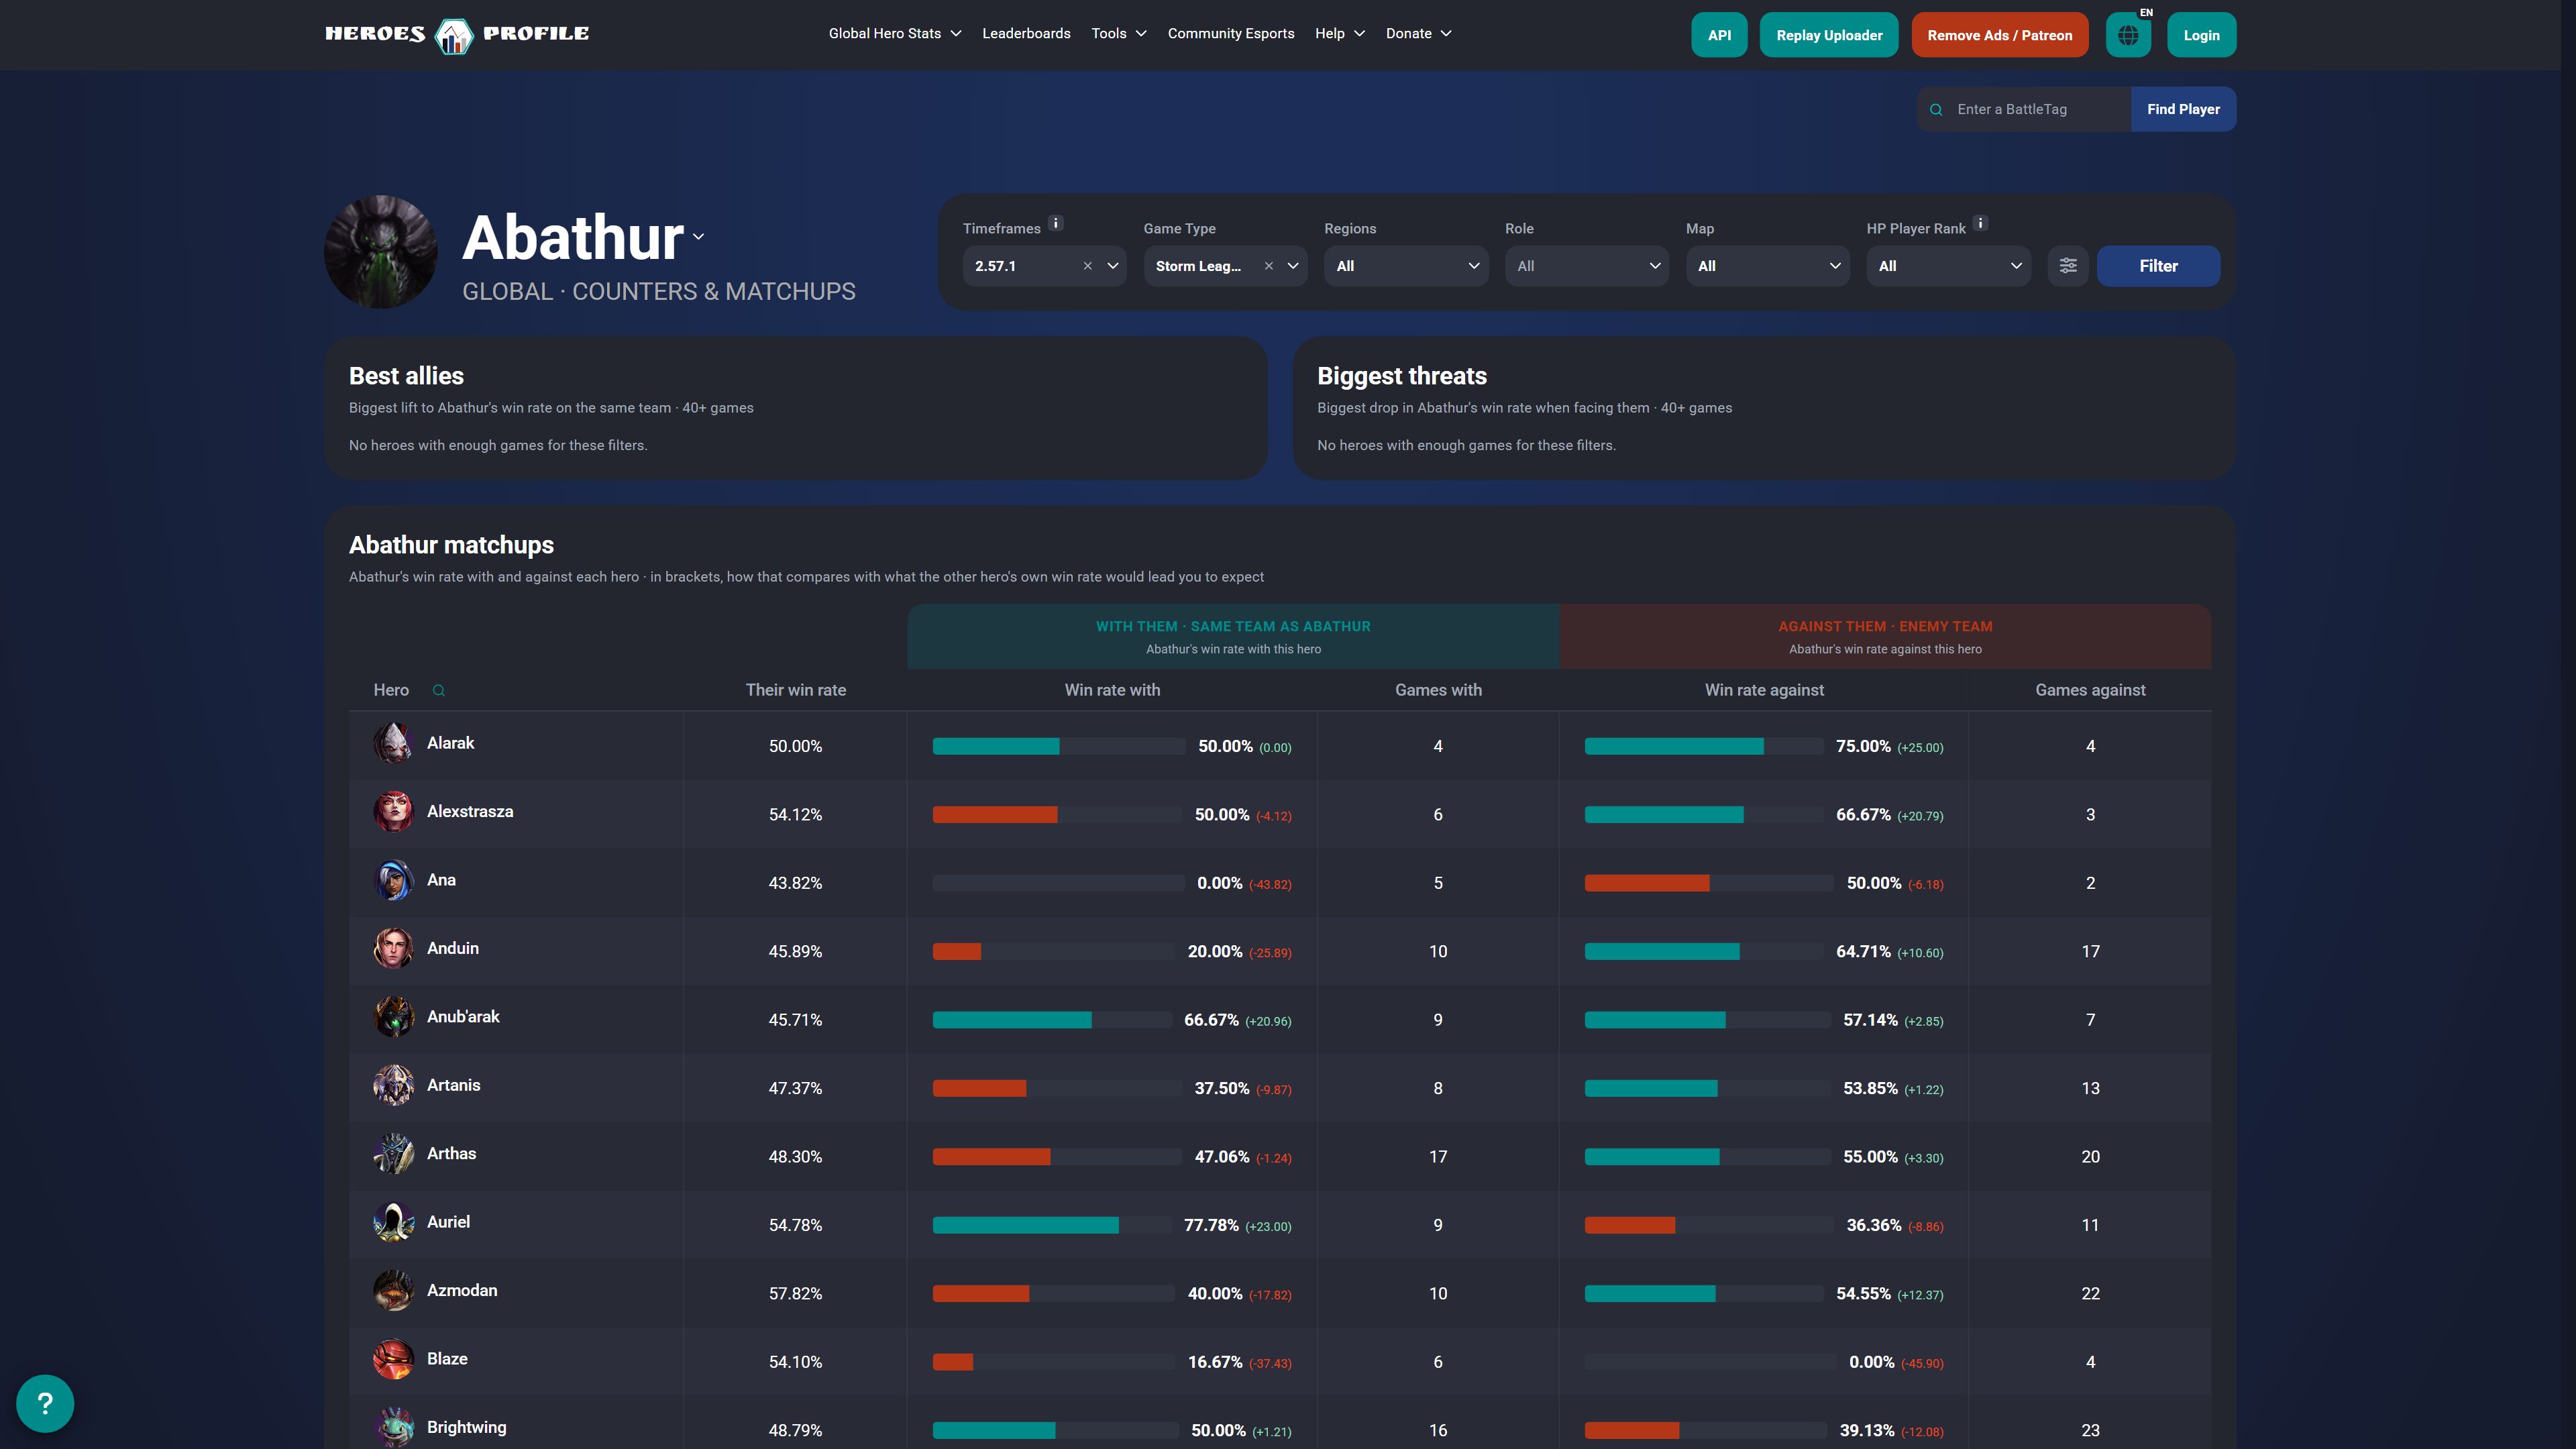 HEROES PROFILE
Global Hero Stats Leaderboards Tools Community Esports Help Donate
API Replay Uploader Remove Ads / Patreon EN Login
Enter a BattleTag Find Player
Abathur
GLOBAL · COUNTERS & MATCHUPS
Timeframes i Game Type Regions Role Map HP Player Rank i
2.57.1 × Storm Leag... × All All All All Filter
Best allies
Biggest lift to Abathur's win rate on the same team · 40+ games
No heroes with enough games for these filters.
Biggest threats
Biggest drop in Abathur's win rate when facing them · 40+ games
No heroes with enough games for these filters.
Abathur matchups
Abathur's win rate with and against each hero · in brackets, how that compares with what the other hero's own win rate would lead you to expect
WITH THEM · SAME TEAM AS ABATHUR
Abathur's win rate with this hero
AGAINST THEM · ENEMY TEAM
Abathur's win rate against this hero
Hero Their win rate Win rate with Games with Win rate against Games against
Alarak 50.00% 50.00% (0.00) 4 75.00% (+25.00) 4
Alexstrasza 54.12% 50.00% (-4.12) 6 66.67% (+20.79) 3
Ana 43.82% 0.00% (-43.82) 5 50.00% (-6.18) 2
Anduin 45.89% 20.00% (-25.89) 10 64.71% (+10.60) 17
Anub'arak 45.71% 66.67% (+20.96) 9 57.14% (+2.85) 7
Artanis 47.37% 37.50% (-9.87) 8 53.85% (+1.22) 13
Arthas 48.30% 47.06% (-1.24) 17 55.00% (+3.30) 20
Auriel 54.78% 77.78% (+23.00) 9 36.36% (-8.86) 11
Azmodan 57.82% 40.00% (-17.82) 10 54.55% (+12.37) 22
Blaze 54.10% 16.67% (-37.43) 6 0.00% (-45.90) 4
Brightwing 48.79% 50.00% (+1.21) 16 39.13% (-12.08) 23
?